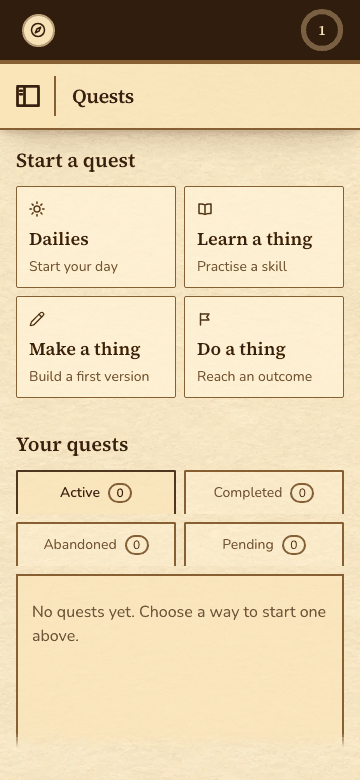 1
Quests
Start a quest
Dailies
Start your day
Learn a thing
Practise a skill
Make a thing
Build a first version
Do a thing
Reach an outcome
Your quests
Active 0
Completed 0
Abandoned 0
Pending 0
No quests yet. Choose a way to start one
above.